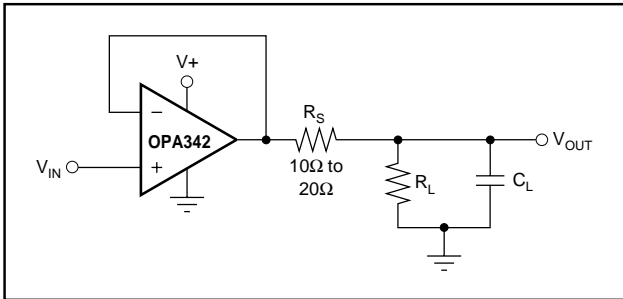 V+
OPA342
−
+
V_IN
R_S
10Ω to
20Ω
R_L
C_L
V_OUT